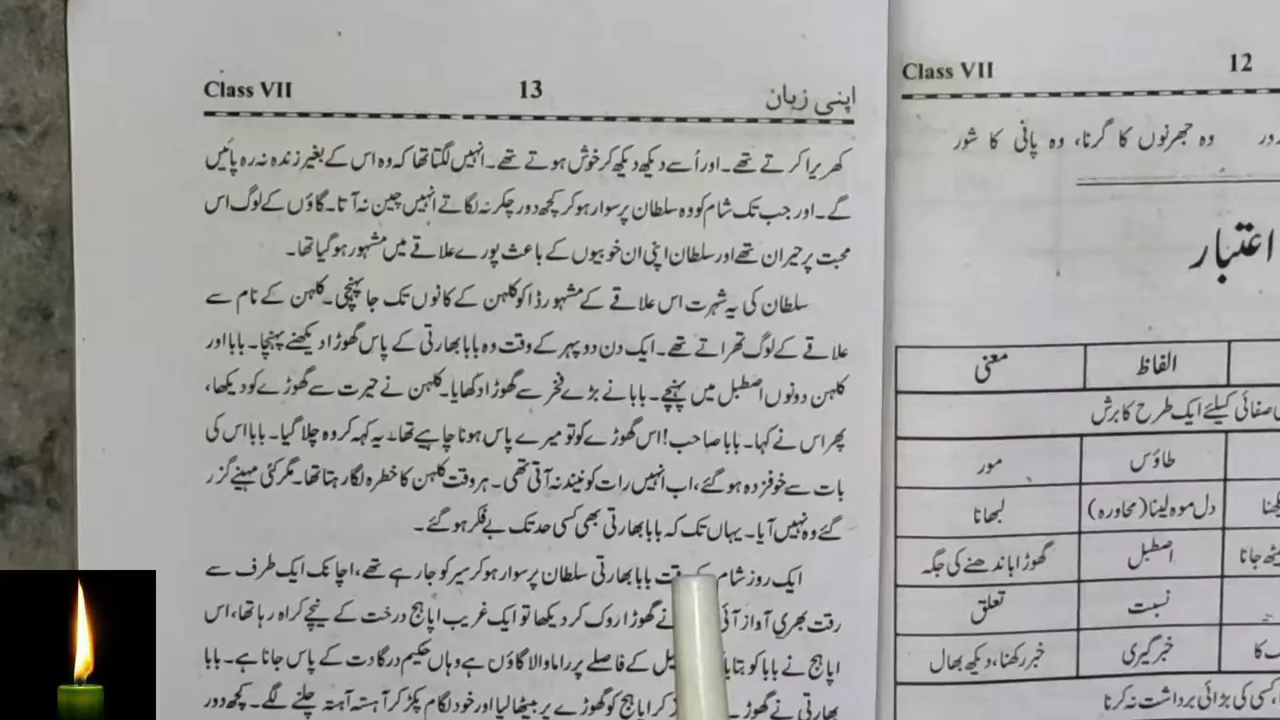 Class VII 13 اپنی زبان
کھریرا کرتے تھے۔ اور اُسے دیکھ دیکھ کر خوش ہوتے تھے۔ انہیں لگتا تھا کہ وہ اس کے بغیر زندہ نہ رہ پائیں
گے۔ اور جب تک شام کو وہ سلطان پر سوار ہو کر کچھ دور چکر نہ لگاتے انہیں چین نہ آتا۔ گاؤں کے لوگ اس
محبت پر حیران تھے اور سلطان اپنی ان خوبیوں کے باعث پورے علاقے میں مشہور ہو گیا تھا۔
سلطان کی یہ شہرت اس علاقے کے مشہور ڈاکو کلہن کے کانوں تک جا پہنچی۔ کلہن کے نام سے
علاقے کے لوگ تھراتے تھے۔ ایک دن دوپہر کے وقت وہ بابا بھارتی کے پاس گھوڑا دیکھنے پہنچا۔ بابا اور
کلہن دونوں اصطبل میں پہنچے۔ بابا نے بڑے فخر سے گھوڑا دکھایا۔ کلہن نے حیرت سے گھوڑے کو دیکھا،
پھر اس نے کہا۔ بابا صاحب! اس گھوڑے کو تو میرے پاس ہونا چاہیے تھا۔ یہ کہہ کر وہ چلا گیا۔ بابا اس کی
بات سے خوفزدہ ہو گئے، اب انہیں رات کو نیند نہ آتی تھی۔ ہر وقت کلہن کا خطرہ لگا رہتا تھا۔ مگر کئی مہینے گزر
گئے وہ نہیں آیا۔ یہاں تک کہ بابا بھارتی بھی کسی حد تک بے فکر ہو گئے۔
ایک روز شام بابا بھارتی سلطان پر سوار ہو کر سیر کو جا رہے تھے، اچانک ایک طرف سے
رقت بھری آواز آئی نے گھوڑا روک کر دیکھا تو ایک غریب اپاہج درخت کے نیچے کراہ رہا تھا، اس
اپاہج نے بابا کو بتایا کے فاصلے پر راما والا گاؤں ہے وہاں حکیم درگادت کے پاس جانا ہے۔ بابا
بھارتی نے گھوڑ کر اپاہج کو گھوڑے پر بیٹھا لیا اور خود لگام پکڑ کر آہستہ آہستہ چلنے لگے۔ کچھ دور
Class VII 12
دور وہ جھرنوں کا گرنا، وہ پانی کا شور
اعتبار
الفاظ معنی
صفائی کیلئے ایک طرح کا برش
طاؤس مور
دل موہ لینا (محاورہ) لبھانا
اصطبل گھوڑا باندھنے کی جگہ
ٹھ جانا
نسبت تعلق
خبر گیری خبر رکھنا، دیکھ بھال
کسی کی بڑائی برداشت نہ کرنا